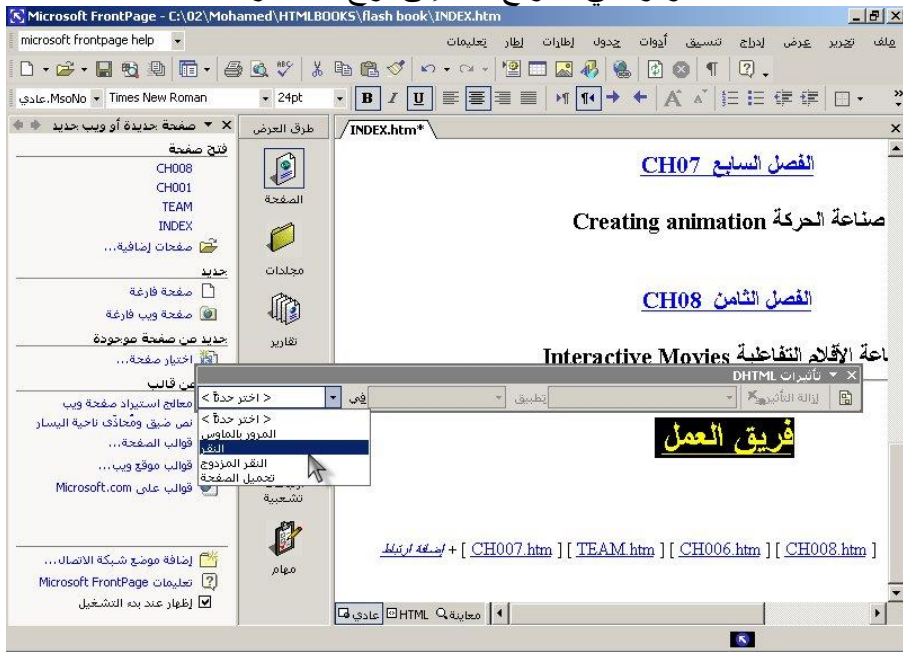 Microsoft FrontPage - C:\02\Mohamed\HTMLBOOKS\flash book\INDEX.htm
ملف تحرير عرض إدراج تنسيق أدوات جدول إطارات إطار تعليمات
microsoft frontpage help
عادي.MsoNo
Times New Roman
24pt
B I U
صفحة جديدة أو ويب جديد
فتح صفحة
CH008
CH001
TEAM
INDEX
صفحات إضافية...
جديد
صفحة فارغة
صفحة ويب فارغة
جديد من صفحة موجودة
اختيار صفحة...
من قالب
معالج استيراد صفحة ويب
نص ضيق ومُحاذًى ناحية اليسار
قوالب الصفحة...
قوالب موقع ويب...
قوالب على Microsoft.com
إضافة موضع شبكة الاتصال...
تعليمات Microsoft FrontPage
إظهار عند بدء التشغيل
طرق العرض
الصفحة
مجلدات
تقارير
تشعبية
مهام
INDEX.htm*
الفصل السابع CH07
صناعة الحركة Creating animation
الفصل الثامن CH08
اعة الأفلام التفاعلية Interactive Movies
تأثيرات DHTML
في
< اختر حدثاً >
تطبيق
إزالة التأثير
< اختر حدثاً >
المرور بالماوس
النقر
النقر المزدوج
تحميل الصفحة
فريق العمل
[ CH008.htm ] [ CH006.htm ] [ TEAM.htm ] [ CH007.htm ] + إضافة ارتباط
عادي HTML معاينة